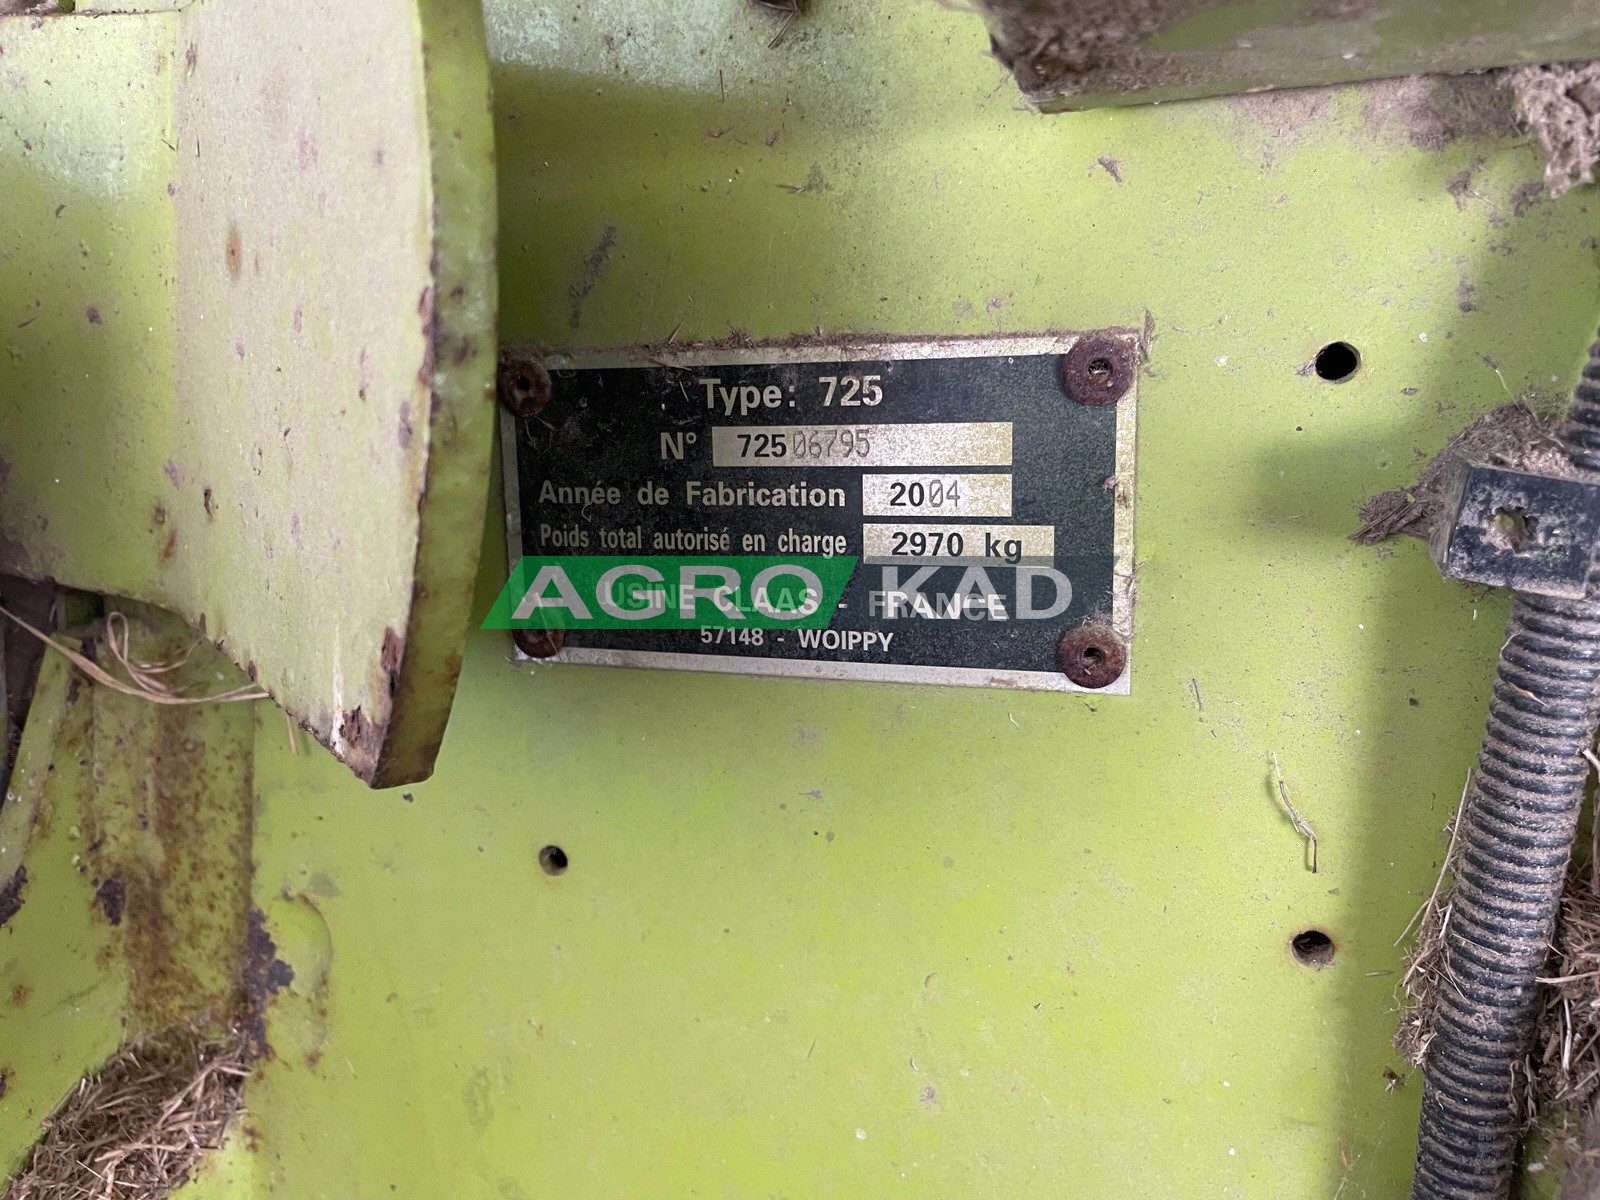 Type: 725
N° 72506795
Année de Fabrication 2004
Poids total autorisé en charge 2970 kg
AGRO KAD
USINE CLAAS - FRANCE
57148 - WOIPPY